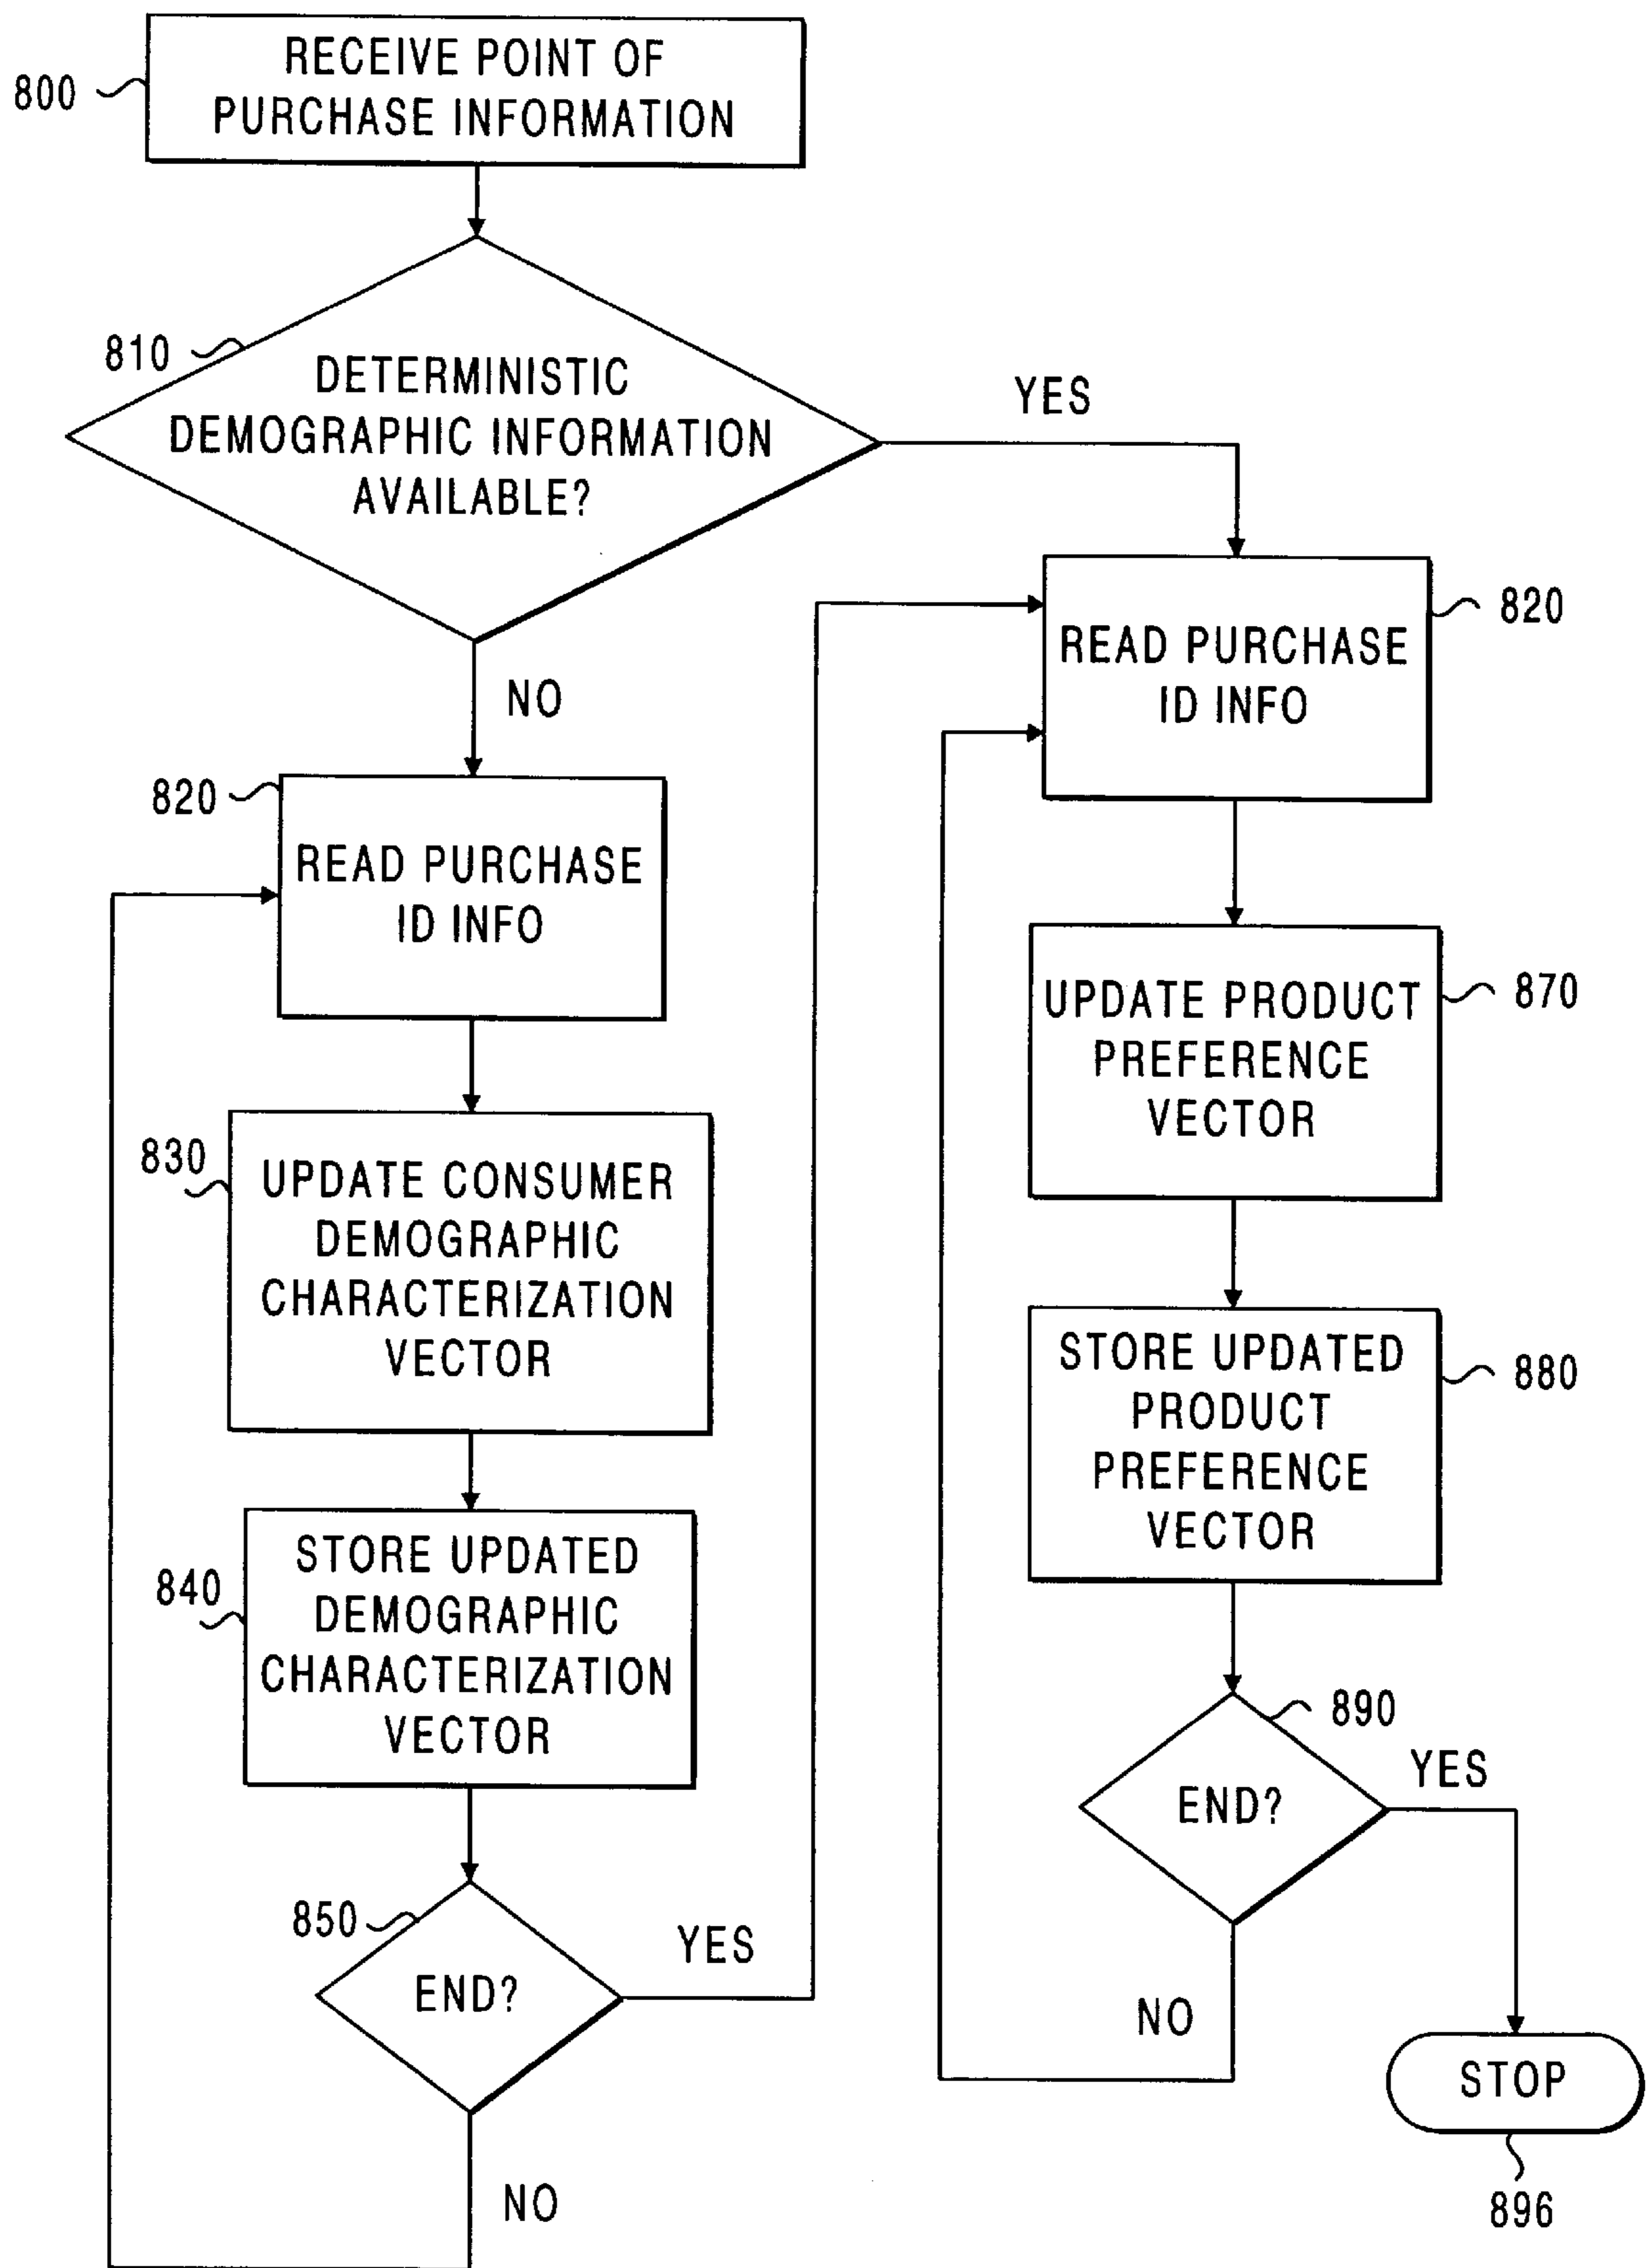 800
RECEIVE POINT OF
PURCHASE INFORMATION
810
DETERMINISTIC
DEMOGRAPHIC INFORMATION
AVAILABLE?
YES
NO
820
READ PURCHASE
ID INFO
830
UPDATE CONSUMER
DEMOGRAPHIC
CHARACTERIZATION
VECTOR
840
STORE UPDATED
DEMOGRAPHIC
CHARACTERIZATION
VECTOR
850
END?
YES
NO
820
READ PURCHASE
ID INFO
870
UPDATE PRODUCT
PREFERENCE
VECTOR
880
STORE UPDATED
PRODUCT
PREFERENCE
VECTOR
890
END?
YES
NO
STOP
896